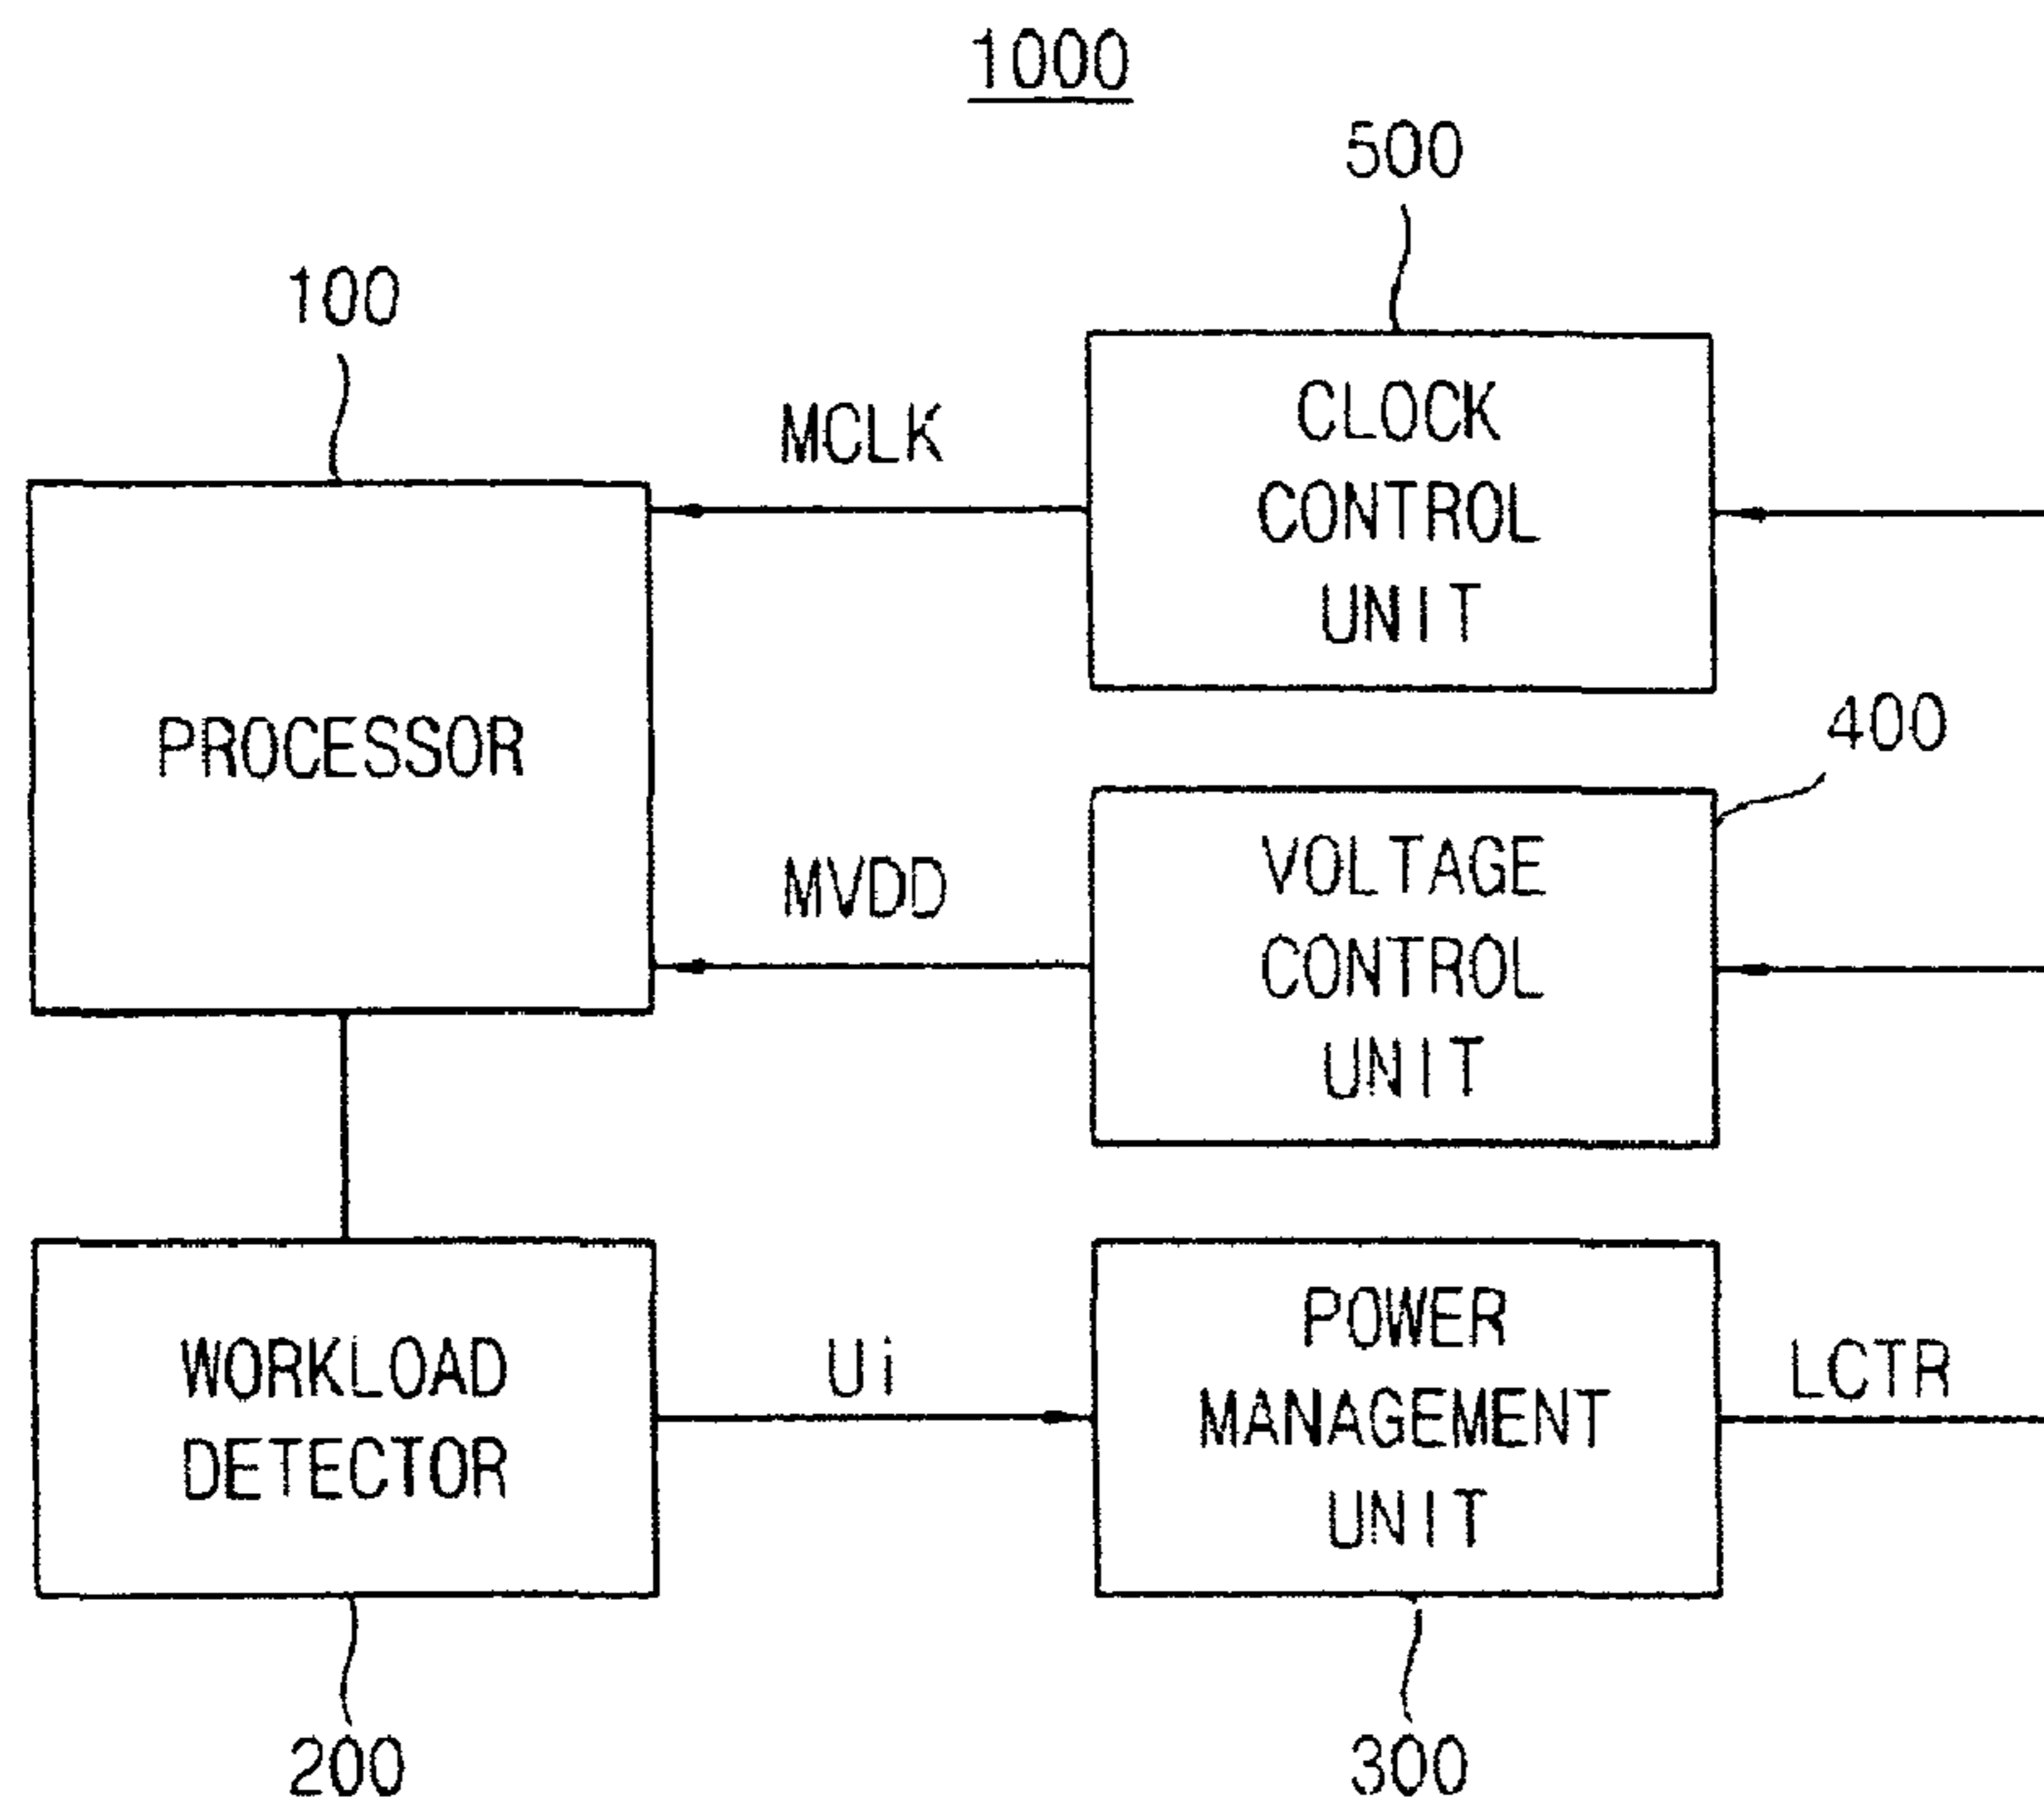 1000
500
100
MCLK
CLOCK
CONTROL
UNIT
PROCESSOR
400
MVDD
VOLTAGE
CONTROL
UNIT
WORKLOAD
DETECTOR
Ui
POWER
MANAGEMENT
UNIT
LCTR
200
300